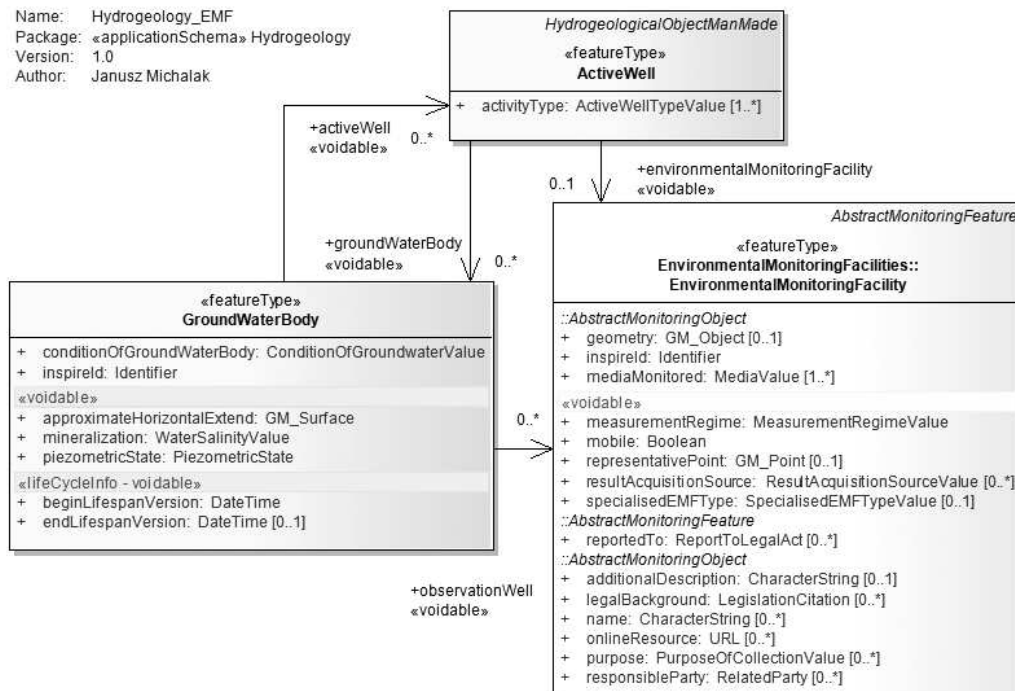 Name: Hydrogeology_EMF
Package: «applicationSchema» Hydrogeology
Version: 1.0
Author: Janusz Michalak
HydrogeologicalObjectManMade
«featureType»
ActiveWell
+ activityType: ActiveWellTypeValue [1..*]
+activeWell
«voidable»
0..*
+environmentalMonitoringFacility
«voidable»
0..1
+groundWaterBody
«voidable»
0..*
«featureType»
GroundWaterBody
+ conditionOfGroundWaterBody: ConditionOfGroundwaterValue
+ inspireId: Identifier
«voidable»
+ approximateHorizontalExtend: GM_Surface
+ mineralization: WaterSalinityValue
+ piezometricState: PiezometricState
«lifeCycleInfo - voidable»
+ beginLifespanVersion: DateTime
+ endLifespanVersion: DateTime [0..1]
0..*
+observationWell
«voidable»
AbstractMonitoringFeature
«featureType»
EnvironmentalMonitoringFacilities::
EnvironmentalMonitoringFacility
::AbstractMonitoringObject
+ geometry: GM_Object [0..1]
+ inspireId: Identifier
+ mediaMonitored: MediaValue [1..*]
«voidable»
+ measurementRegime: MeasurementRegimeValue
+ mobile: Boolean
+ representativePoint: GM_Point [0..1]
+ resultAcquisitionSource: ResultAcquisitionSourceValue [0..*]
+ specialisedEMFType: SpecialisedEMFTypeValue [0..1]
::AbstractMonitoringFeature
+ reportedTo: ReportToLegalAct [0..*]
::AbstractMonitoringObject
+ additionalDescription: CharacterString [0..1]
+ legalBackground: LegislationCitation [0..*]
+ name: CharacterString [0..*]
+ onlineResource: URL [0..*]
+ purpose: PurposeOfCollectionValue [0..*]
+ responsibleParty: RelatedParty [0..*]